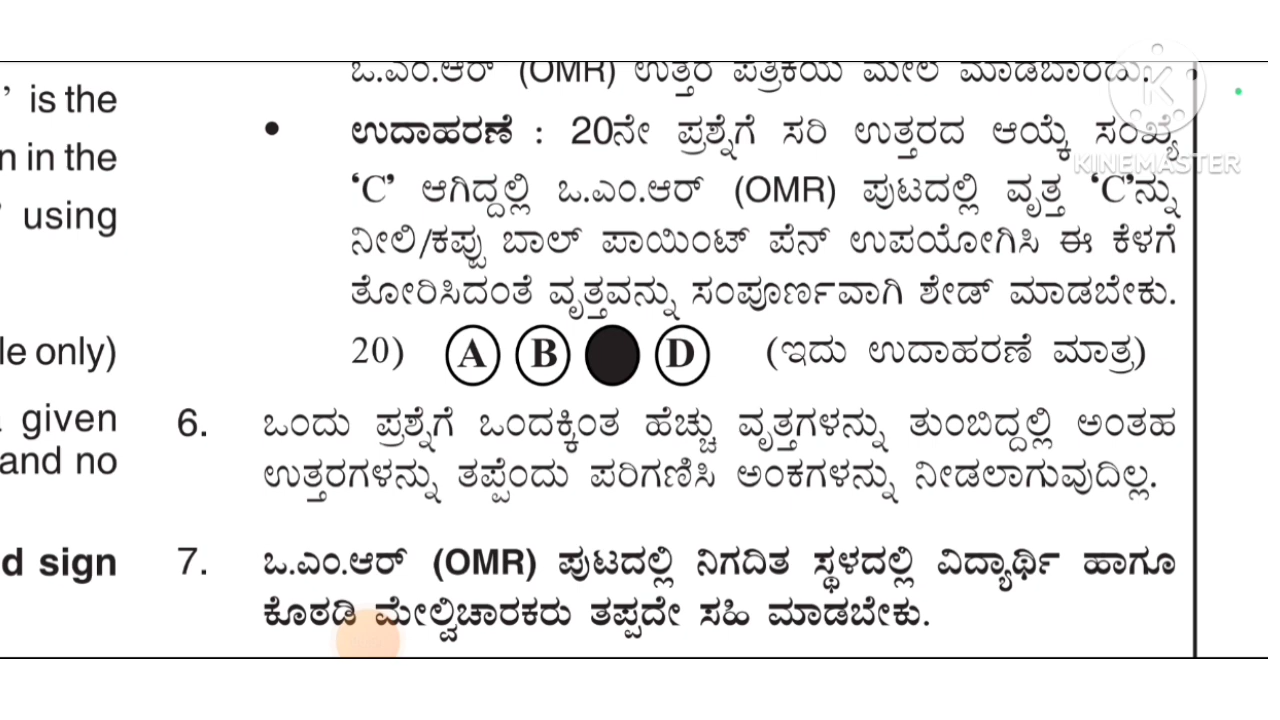 ಒ.ಎಂ.ಆರ್ (OMR) ಉತ್ತರ ಪತ್ರಿಕೆಯ ಮೇಲೆ ಮಾಡಬಾರದು.
' is the
• ಉದಾಹರಣೆ : 20ನೇ ಪ್ರಶ್ನೆಗೆ ಸರಿ ಉತ್ತರದ ಆಯ್ಕೆ ಸಂಖ್ಯೆ
n in the
KINEMASTER
'C' ಆಗಿದ್ದಲ್ಲಿ ಒ.ಎಂ.ಆರ್ (OMR) ಪುಟದಲ್ಲಿ ವೃತ್ತ 'C'ನ್ನು
' using
ನೀಲಿ/ಕಪ್ಪು ಬಾಲ್ ಪಾಯಿಂಟ್ ಪೆನ್ ಉಪಯೋಗಿಸಿ ಈ ಕೆಳಗೆ
ತೋರಿಸಿದಂತೆ ವೃತ್ತವನ್ನು ಸಂಪೂರ್ಣವಾಗಿ ಶೇಡ್ ಮಾಡಬೇಕು.
le only)
20) A B D (ಇದು ಉದಾಹರಣೆ ಮಾತ್ರ)
given
6. ಒಂದು ಪ್ರಶ್ನೆಗೆ ಒಂದಕ್ಕಿಂತ ಹೆಚ್ಚು ವೃತ್ತಗಳನ್ನು ತುಂಬಿದ್ದಲ್ಲಿ ಅಂತಹ
and no
ಉತ್ತರಗಳನ್ನು ತಪ್ಪೆಂದು ಪರಿಗಣಿಸಿ ಅಂಕಗಳನ್ನು ನೀಡಲಾಗುವುದಿಲ್ಲ.
d sign
7. ಒ.ಎಂ.ಆರ್ (OMR) ಪುಟದಲ್ಲಿ ನಿಗದಿತ ಸ್ಥಳದಲ್ಲಿ ವಿದ್ಯಾರ್ಥಿ ಹಾಗೂ
ಕೊಠಡಿ ಮೇಲ್ವಿಚಾರಕರು ತಪ್ಪದೇ ಸಹಿ ಮಾಡಬೇಕು.